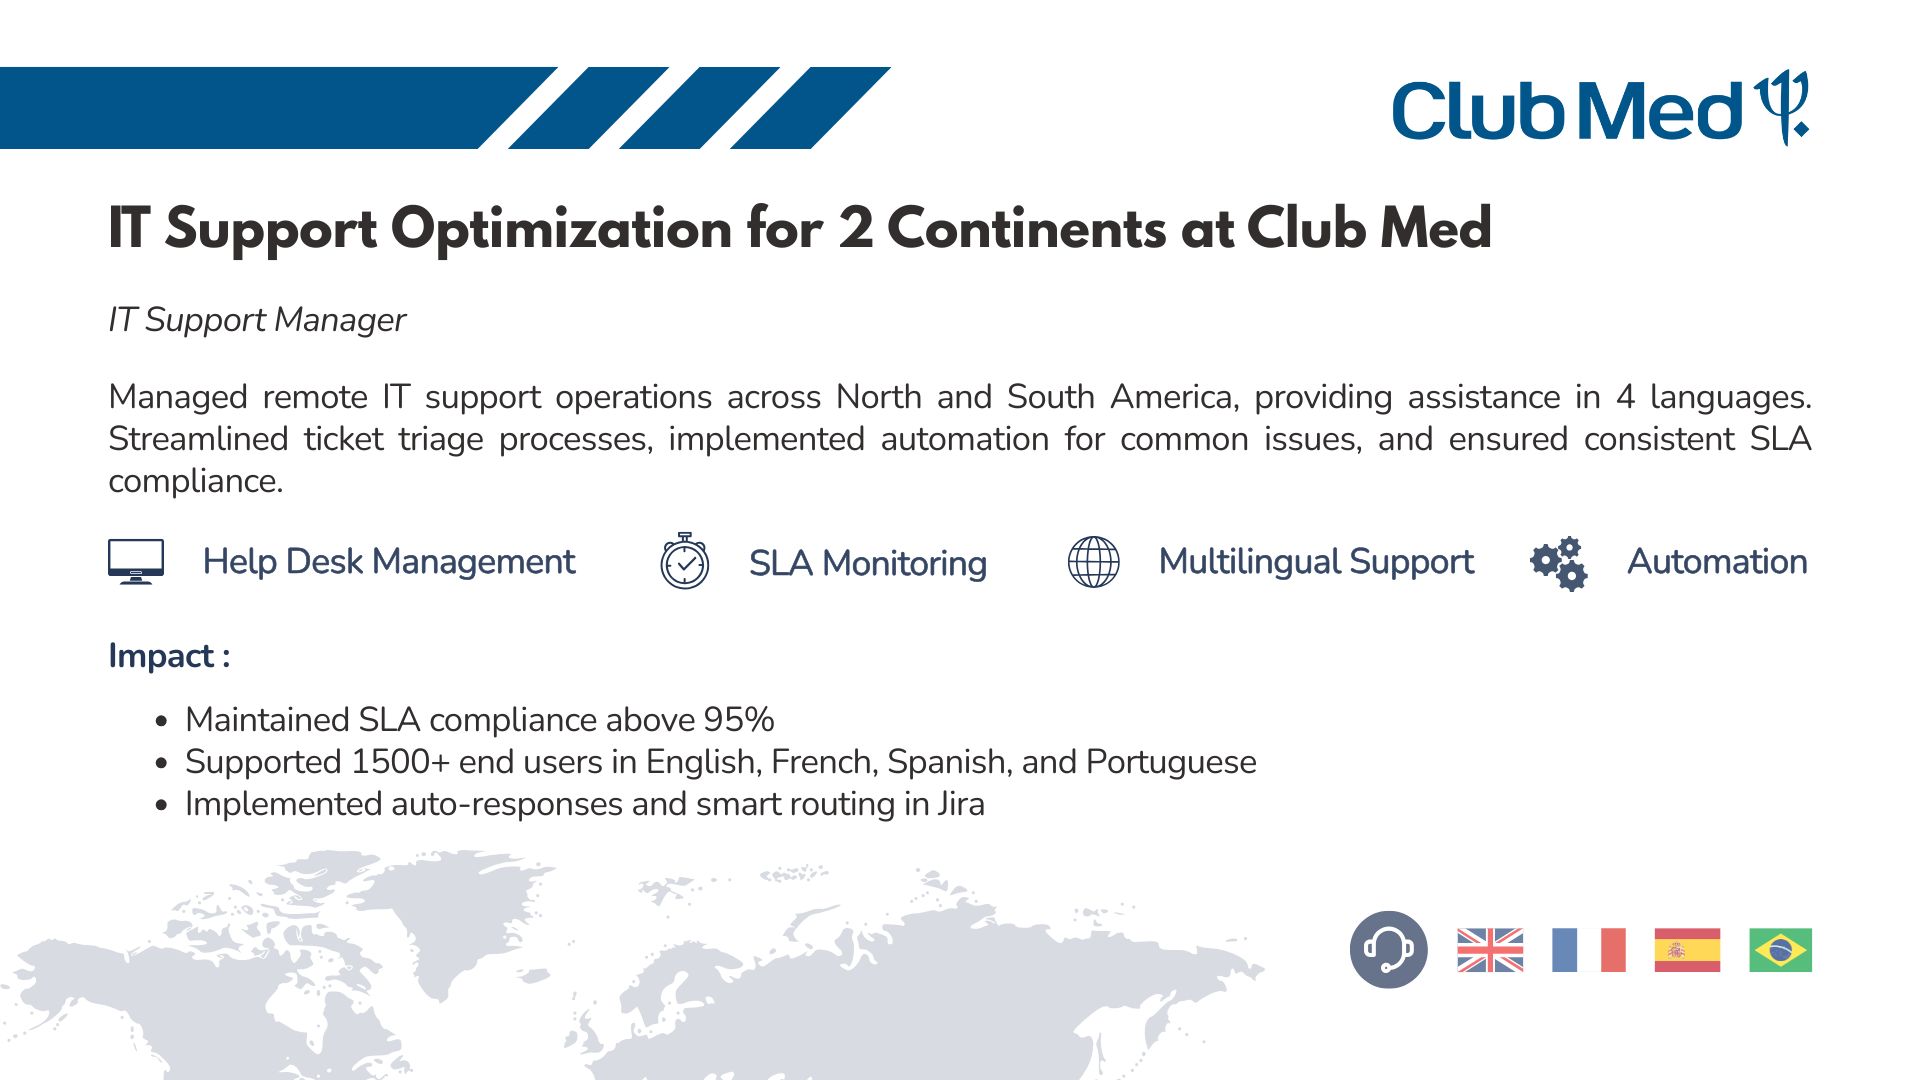 Club Med
IT Support Optimization for 2 Continents at Club Med
IT Support Manager
Managed remote IT support operations across North and South America, providing assistance in 4 languages.
Streamlined ticket triage processes, implemented automation for common issues, and ensured consistent SLA
compliance.
Help Desk Management
SLA Monitoring
Multilingual Support
Automation
Impact :
• Maintained SLA compliance above 95%
• Supported 1500+ end users in English, French, Spanish, and Portuguese
• Implemented auto-responses and smart routing in Jira